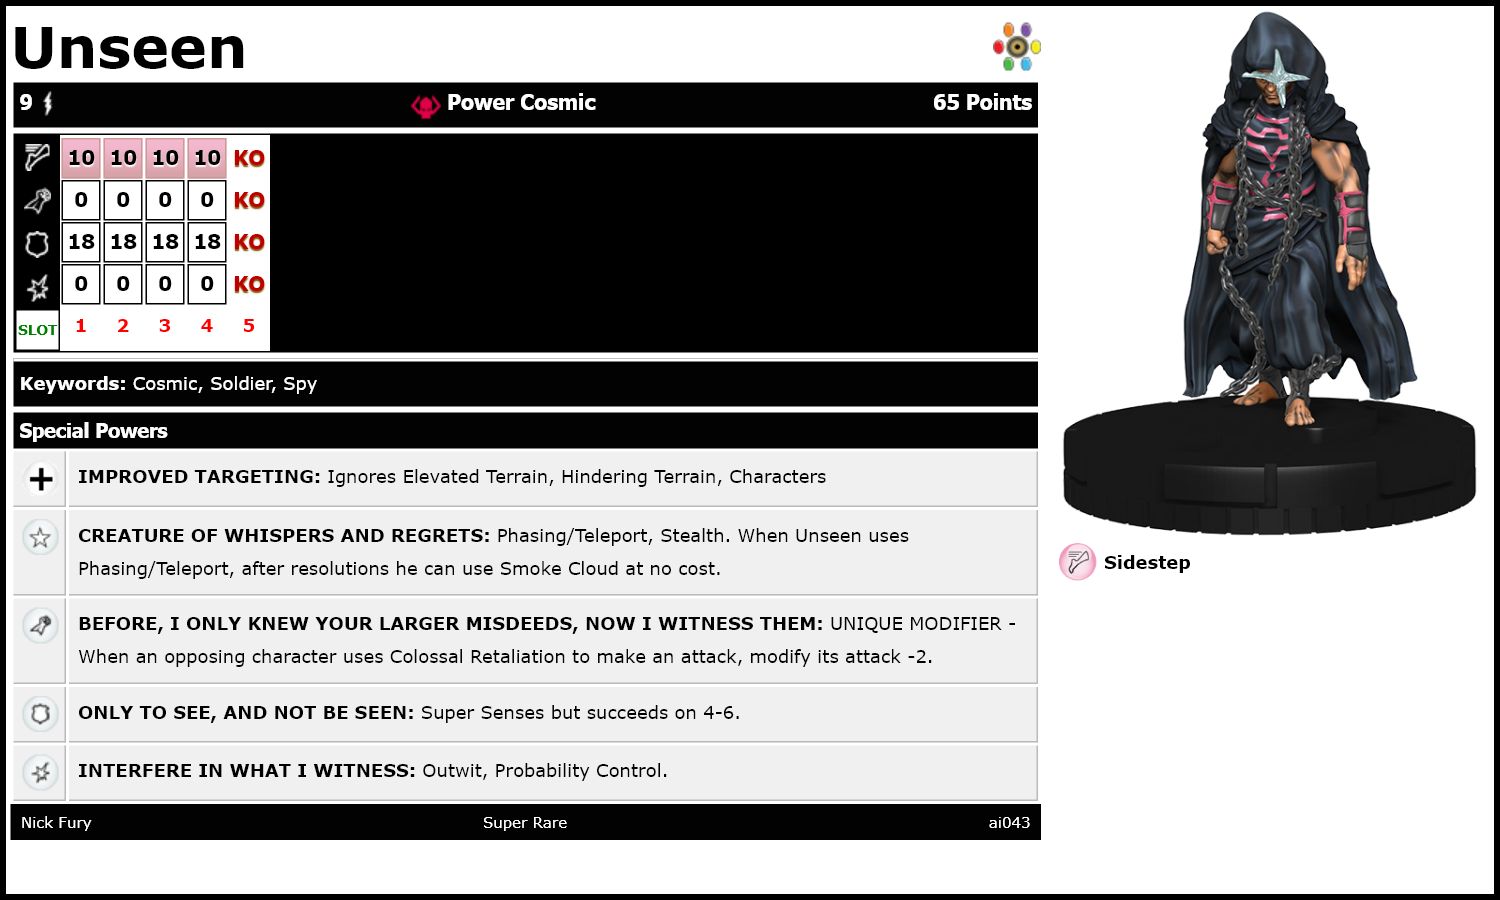 Unseen
9 Power Cosmic 65 Points
10 10 10 10 KO
0 0 0 0 KO
18 18 18 18 KO
0 0 0 0 KO
SLOT 1 2 3 4 5
Keywords: Cosmic, Soldier, Spy
Special Powers
IMPROVED TARGETING: Ignores Elevated Terrain, Hindering Terrain, Characters
CREATURE OF WHISPERS AND REGRETS: Phasing/Teleport, Stealth. When Unseen uses
Phasing/Teleport, after resolutions he can use Smoke Cloud at no cost.
BEFORE, I ONLY KNEW YOUR LARGER MISDEEDS, NOW I WITNESS THEM: UNIQUE MODIFIER -
When an opposing character uses Colossal Retaliation to make an attack, modify its attack -2.
ONLY TO SEE, AND NOT BE SEEN: Super Senses but succeeds on 4-6.
INTERFERE IN WHAT I WITNESS: Outwit, Probability Control.
Nick Fury Super Rare ai043
Sidestep